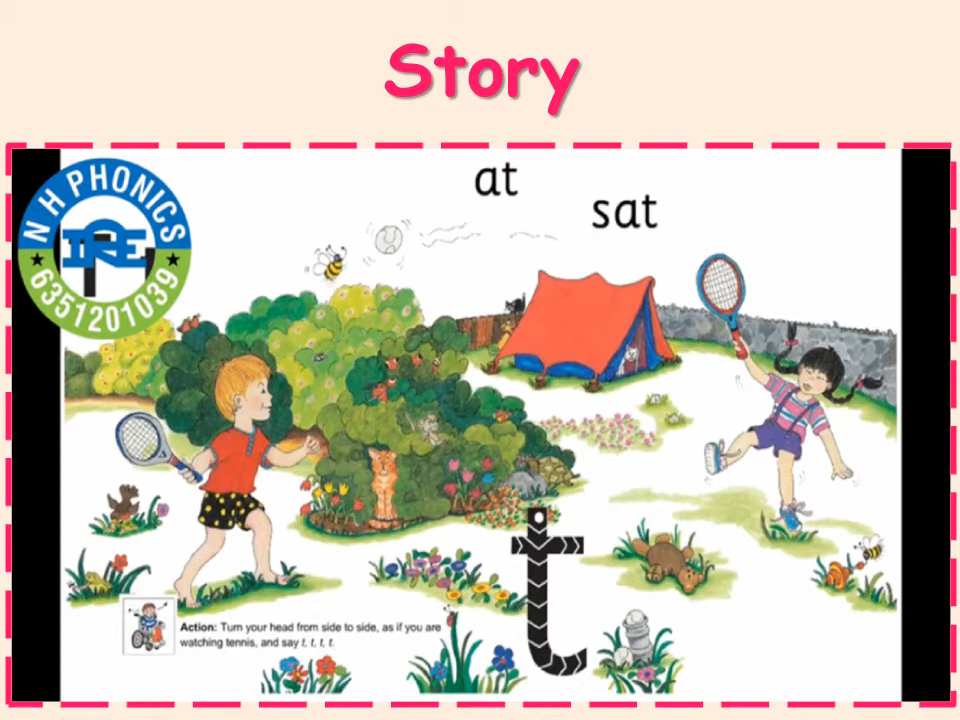 Story
N H PHONICS
IRE
6351201039
at
sat
t
Action: Turn your head from side to side, as if you are
watching tennis, and say t, t, t, t.